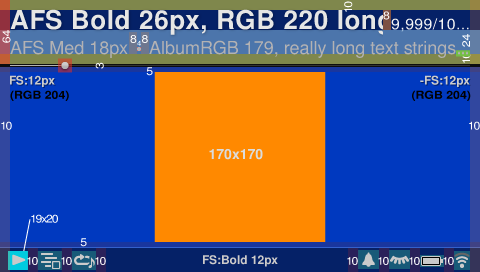 10
AFS Bold 26px, RGB 220 long
8
9,999/10...
64
AFS Med 18px
8,8
AlbumRGB 179, really long text strings
24
10
3
5
FS:12px
-FS:12px
(RGB 204)
(RGB 204)
10
10
170x170
19x20
5
10
10
10
FS:Bold 12px
10
10
10
10